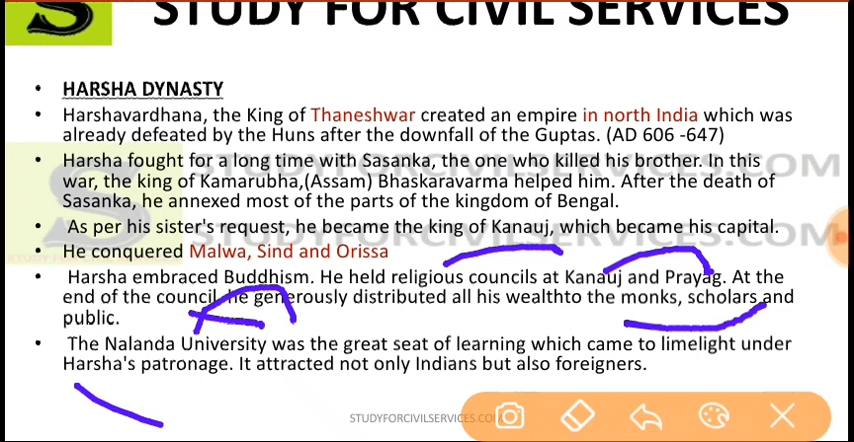 S STUDY FOR CIVIL SERVICES
• HARSHA DYNASTY
• Harshavardhana, the King of Thaneshwar created an empire in north India which was
already defeated by the Huns after the downfall of the Guptas. (AD 606 -647)
• Harsha fought for a long time with Sasanka, the one who killed his brother. In this
war, the king of Kamarubha,(Assam) Bhaskaravarma helped him. After the death of
Sasanka, he annexed most of the parts of the kingdom of Bengal.
• As per his sister's request, he became the king of Kanauj, which became his capital.
• He conquered Malwa, Sind and Orissa
• Harsha embraced Buddhism. He held religious councils at Kanauj and Prayag. At the
end of the council, he generously distributed all his wealthto the monks, scholars and
public.
• The Nalanda University was the great seat of learning which came to limelight under
Harsha's patronage. It attracted not only Indians but also foreigners.
STUDYFORCIVILSERVICES.COM
STUDYFORCIVILSERVICES.COM
STUDYFORCIVILSERVICES.COM